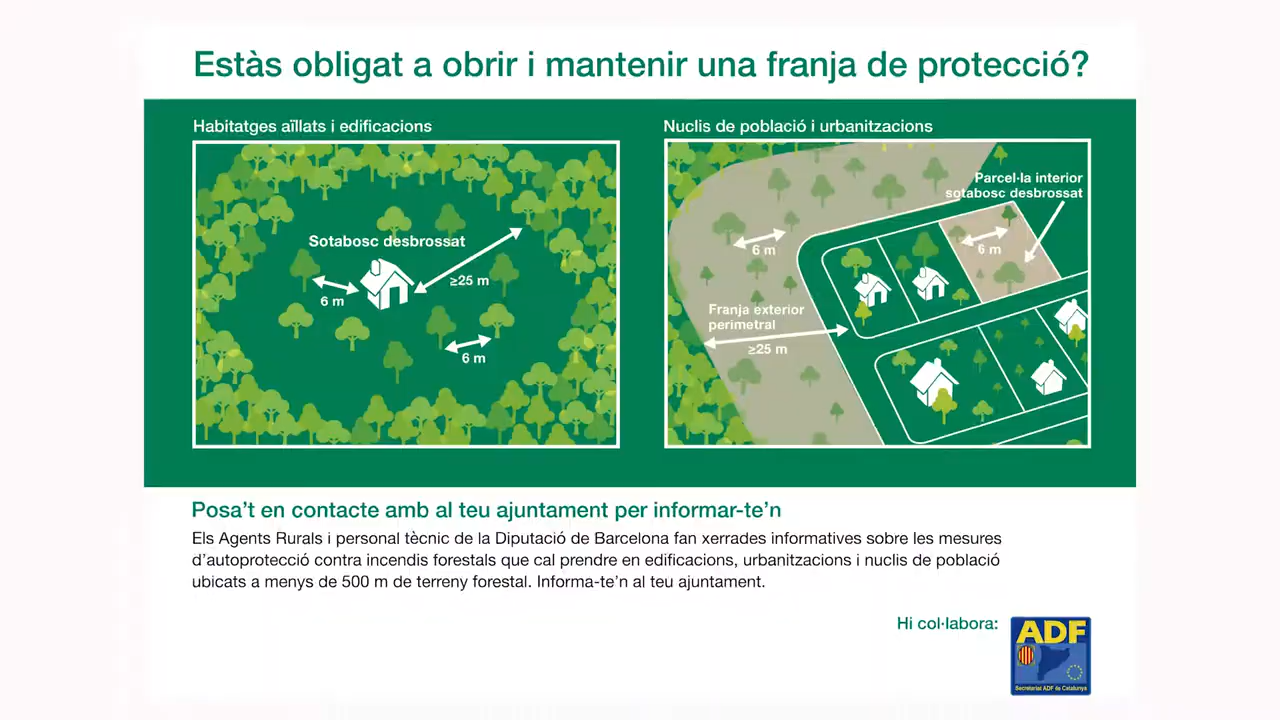 Estàs obligat a obrir i mantenir una franja de protecció?
Habitatges aïllats i edificacions
Sotabosc desbrossat
≥25 m
6 m
6 m
Nuclis de població i urbanitzacions
Parcel·la interior
sotabosc desbrossat
6 m
6 m
Franja exterior
perimetral
≥25 m
Posa’t en contacte amb al teu ajuntament per informar-te’n
Els Agents Rurals i personal tècnic de la Diputació de Barcelona fan xerrades informatives sobre les mesures
d’autoprotecció contra incendis forestals que cal prendre en edificacions, urbanitzacions i nuclis de població
ubicats a menys de 500 m de terreny forestal. Informa-te’n al teu ajuntament.
Hi col·labora:
ADF
Secretariat ADF de Catalunya